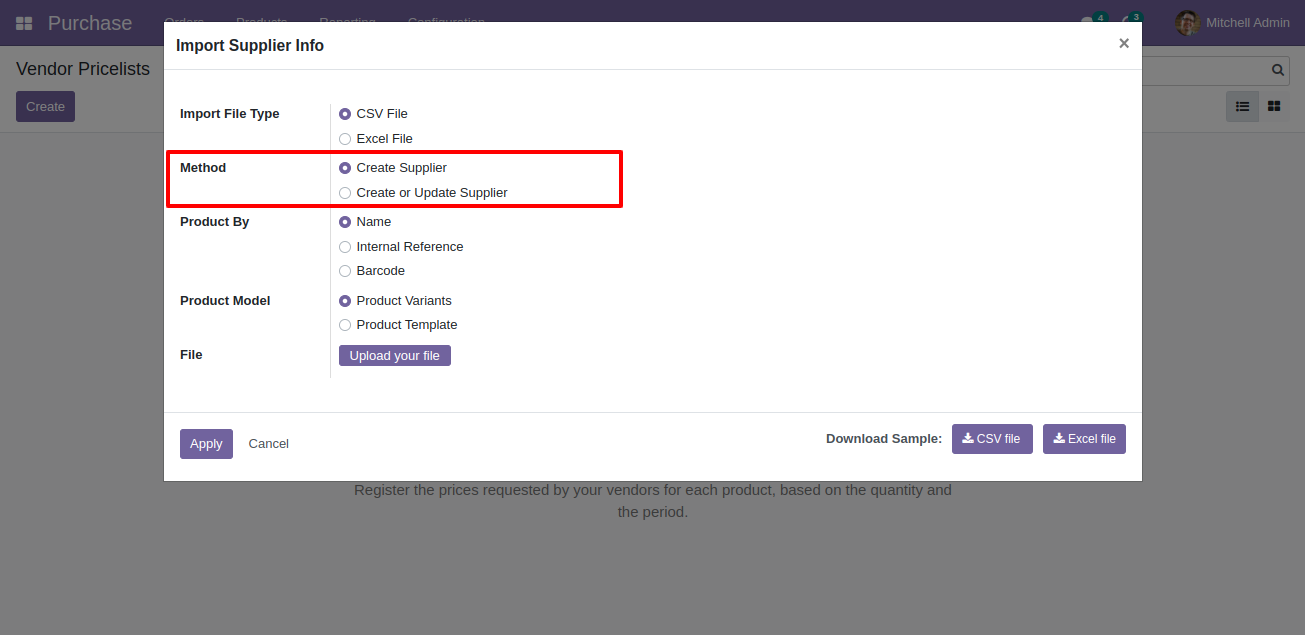 Purchase Orders Products Reporting Configuration 4 3 Mitchell Admin
Import Supplier Info ×
Vendor Pricelists
Create
Import File Type CSV File
Excel File
Method Create Supplier
Create or Update Supplier
Product By Name
Internal Reference
Barcode
Product Model Product Variants
Product Template
File Upload your file
Apply Cancel Download Sample: CSV file Excel file
Register the prices requested by your vendors for each product, based on the quantity and
the period.